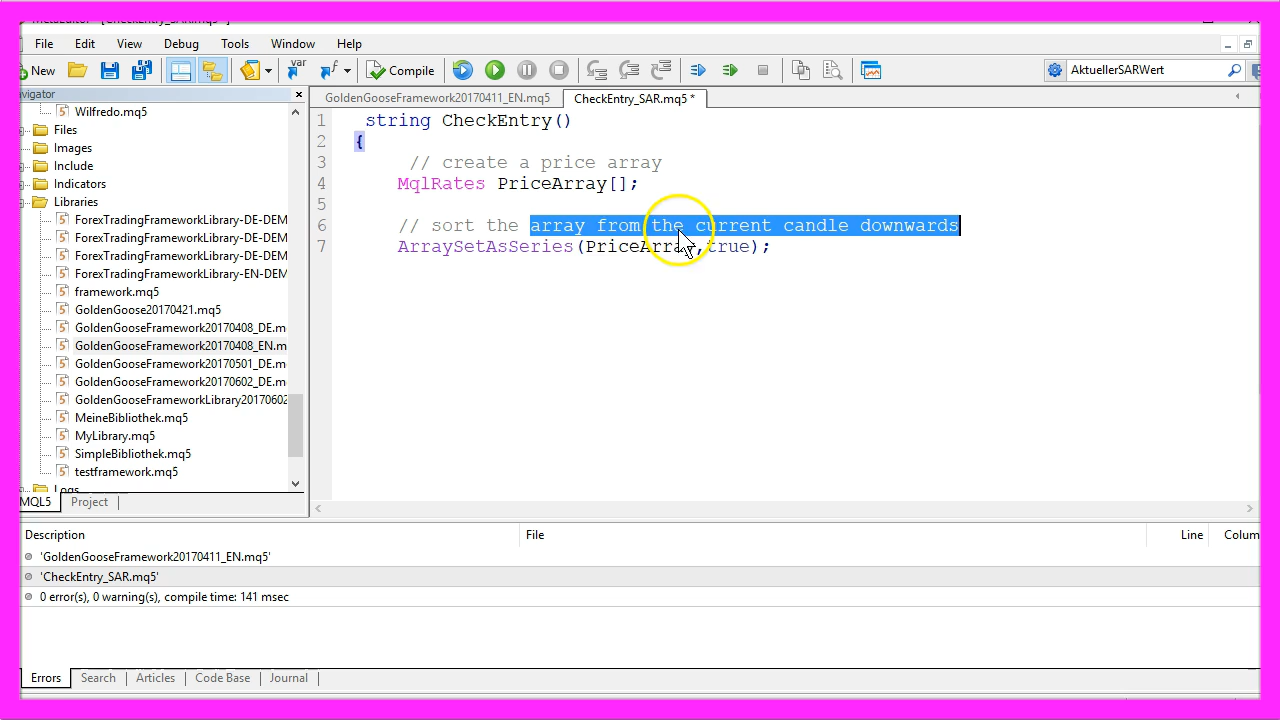 File Edit View Debug Tools Window Help
New Compile AktuellerSARWert
GoldenGooseFramework20170411_EN.mq5 CheckEntry_SAR.mq5 *
Wilfredo.mq5
Files
Images
Include
Indicators
Libraries
ForexTradingFrameworkLibrary-DE-DEM
ForexTradingFrameworkLibrary-DE-DEM
ForexTradingFrameworkLibrary-EN-DEM
ForexTradingFrameworkLibrary-EN-DEM
framework.mq5
GoldenGoose20170421.mq5
GoldenGooseFramework20170408_DE.m
GoldenGooseFramework20170408_EN.m
GoldenGooseFramework20170501_DE.m
GoldenGooseFramework20170602_DE.m
GoldenGooseFrameworkLibrary20170602
MeineBibliothek.mq5
MyLibrary.mq5
SimpleBibliothek.mq5
testframework.mq5
Logs
MQL5 Project
1 string CheckEntry()
2 {
3 // create a price array
4 MqlRates PriceArray[];
5
6 // sort the array from the current candle downwards
7 ArraySetAsSeries(PriceArray,true);
Description File Line Colum
'GoldenGooseFramework20170411_EN.mq5'
'CheckEntry_SAR.mq5'
0 error(s), 0 warning(s), compile time: 141 msec
Errors Search Articles Code Base Journal